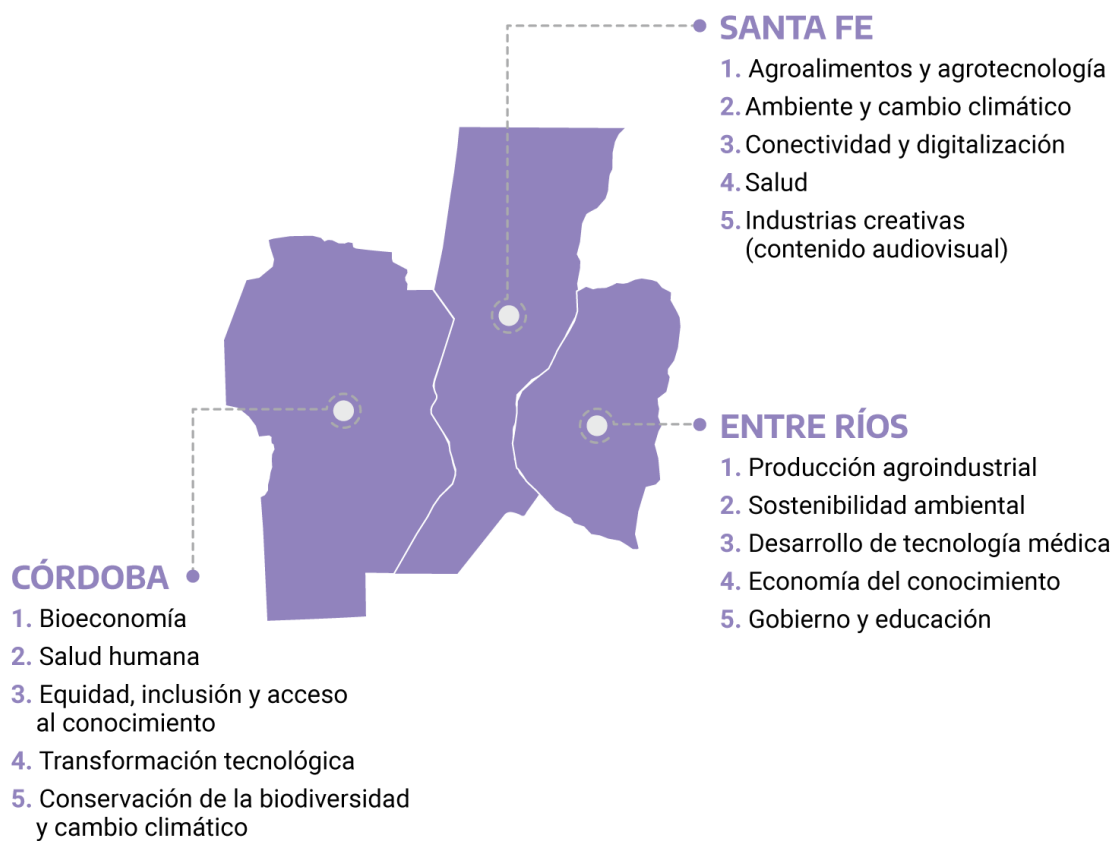 SANTA FE
1. Agroalimentos y agrotecnología
2. Ambiente y cambio climático
3. Conectividad y digitalización
4. Salud
5. Industrias creativas
(contenido audiovisual)
ENTRE RÍOS
1. Producción agroindustrial
2. Sostenibilidad ambiental
3. Desarrollo de tecnología médica
4. Economía del conocimiento
5. Gobierno y educación
CÓRDOBA
1. Bioeconomía
2. Salud humana
3. Equidad, inclusión y acceso
al conocimiento
4. Transformación tecnológica
5. Conservación de la biodiversidad
y cambio climático